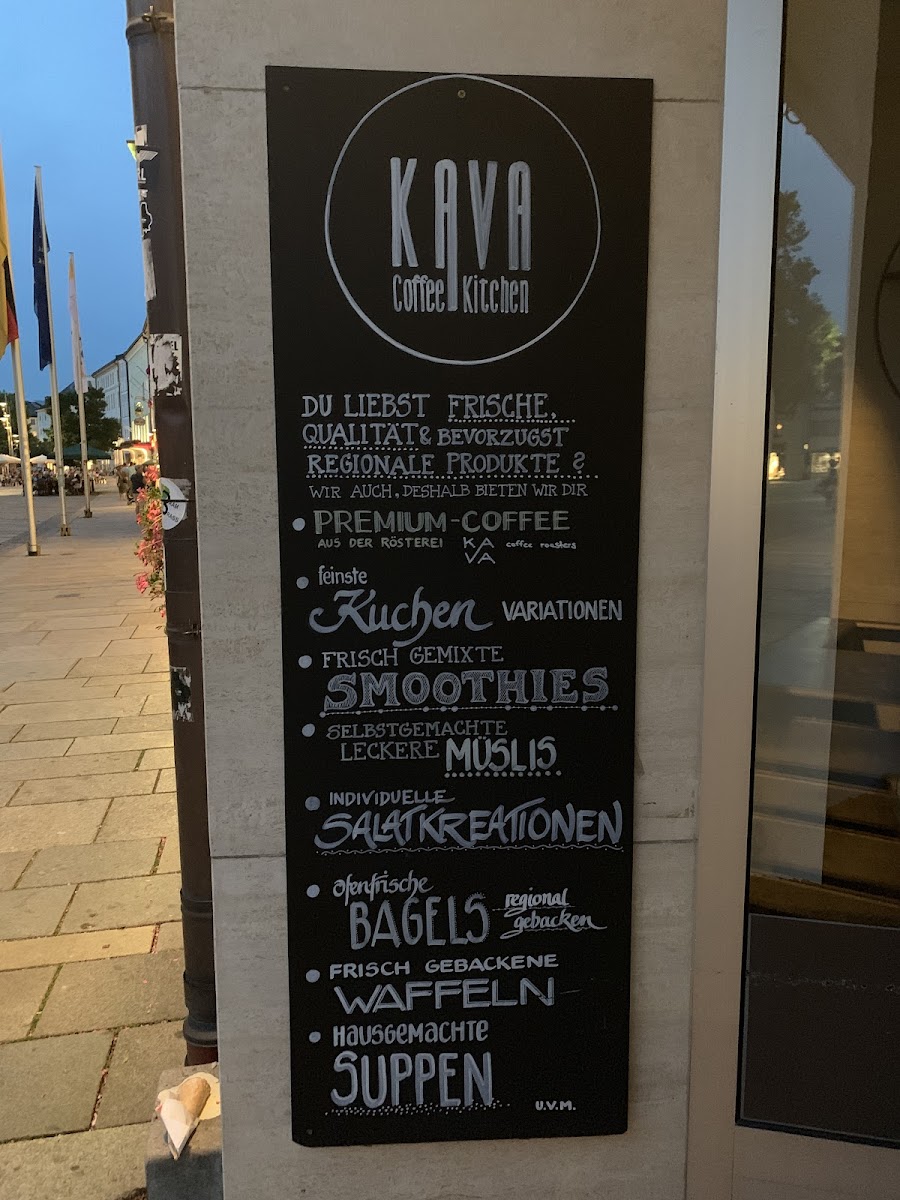 KAVA
Coffee Kitchen
DU LIEBST FRISCHE,
QUALITÄT & BEVORZUGST
REGIONALE PRODUKTE?
WIR AUCH, DESHALB BIETEN WIR DIR
PREMIUM-COFFEE
AUS DER RÖSTEREI KAVA coffee roasters
feinste
Kuchen VARIATIONEN
FRISCH GEMIXTE
SMOOTHIES
SELBSTGEMACHTE
LECKERE MÜSLIS
INDIVIDUELLE
SALATKREATIONEN
ofenfrische
BAGELS regional
gebacken
FRISCH GEBACKENE
WAFFELN
HAUSGEMACHTE
SUPPEN
U.V.M.